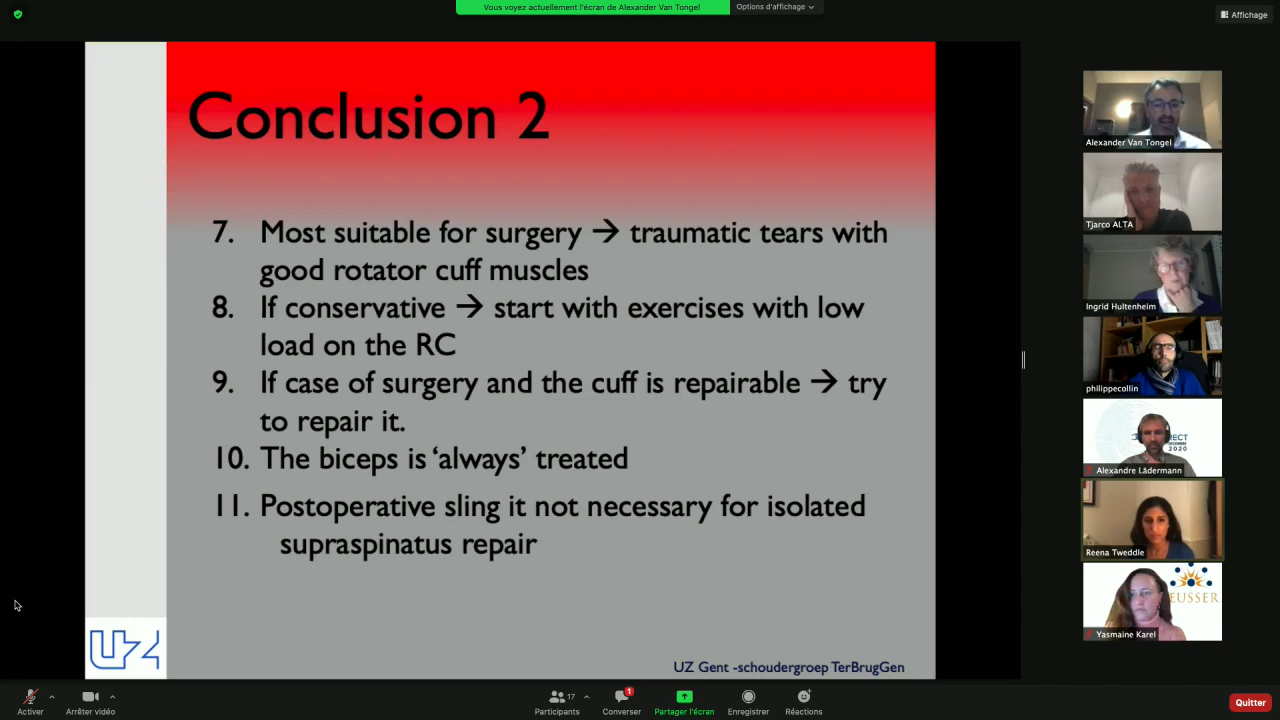 Vous voyez actuellement l'écran de Alexander Van Tongel
Options d'affichage
Affichage
Conclusion 2
7. Most suitable for surgery → traumatic tears with
good rotator cuff muscles
8. If conservative → start with exercises with low
load on the RC
9. If case of surgery and the cuff is repairable → try
to repair it.
10. The biceps is ‘always’ treated
11. Postoperative sling it not necessary for isolated
supraspinatus repair
UZ
UZ Gent -schoudergroep TerBrugGen
Alexander Van Tongel
Tjarco ALTA
Ingrid Hultenheim
philippecollin
RECT
2020
Alexandre Lädermann
Reena Tweddle
EUSSER
Yasmaine Karel
Activer
Arrêter vidéo
17
Participants
1
Converser
Partager l'écran
Enregistrer
Réactions
Quitter